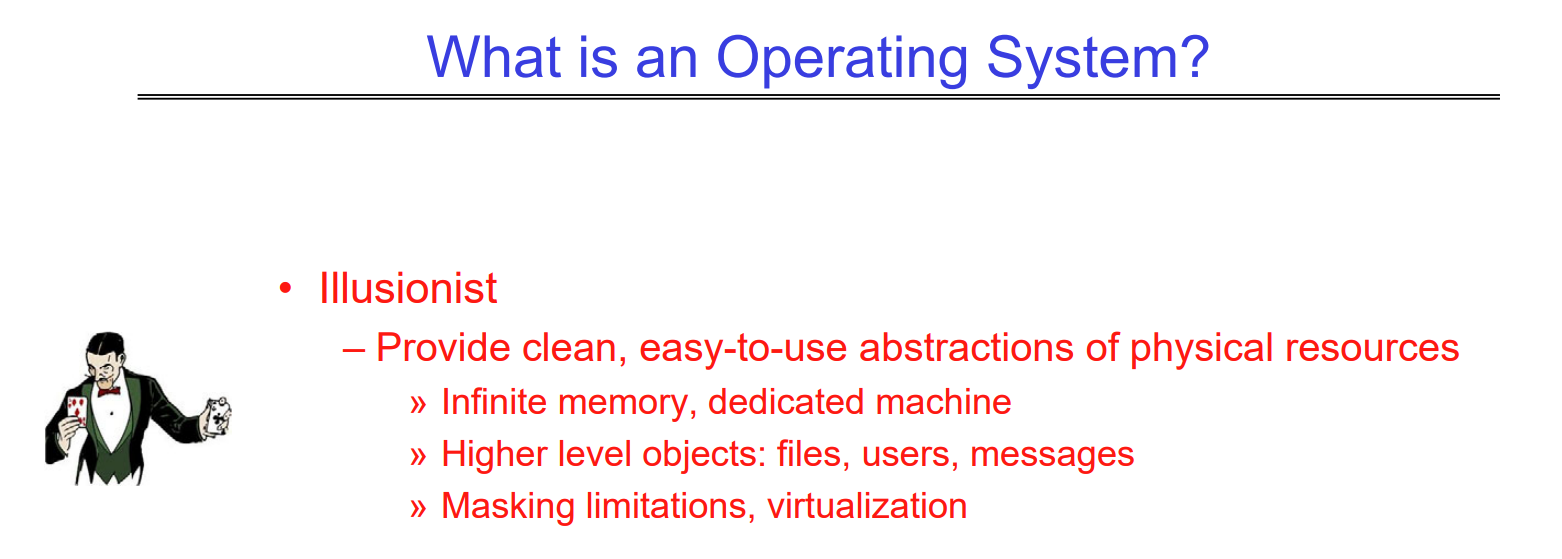 What is an Operating System?
• Illusionist
– Provide clean, easy-to-use abstractions of physical resources
» Infinite memory, dedicated machine
» Higher level objects: files, users, messages
» Masking limitations, virtualization